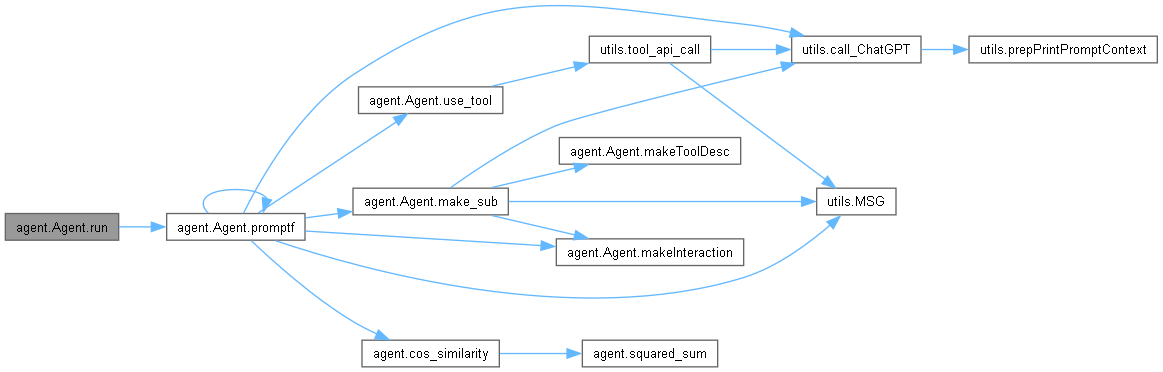 utils.tool_api_call
utils.call_ChatGPT
utils.prepPrintPromptContext
agent.Agent.use_tool
agent.Agent.makeToolDesc
agent.Agent.make_sub
utils.MSG
agent.Agent.run
agent.Agent.promptf
agent.Agent.makeInteraction
agent.cos_similarity
agent.squared_sum